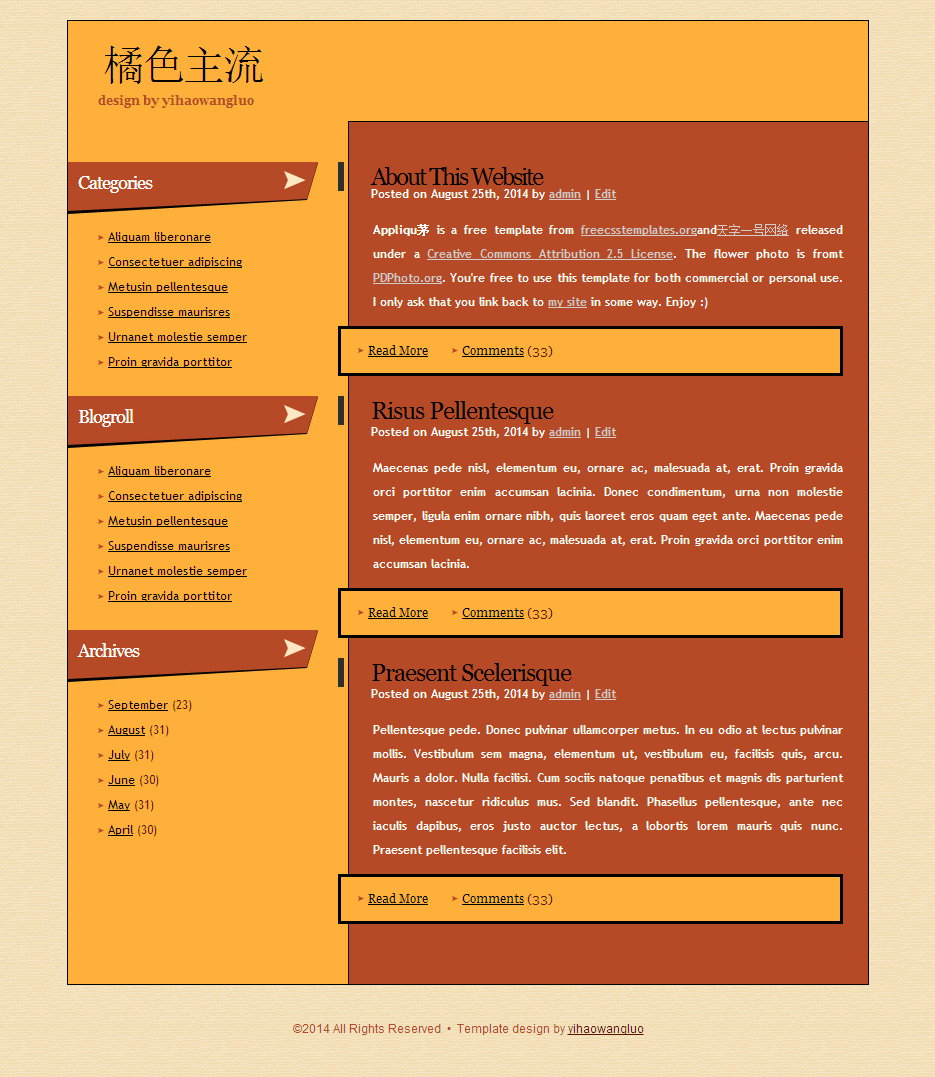 橘色主流
design by yihaowangluo
Categories
Aliquam liberonare
Consectetuer adipiscing
Metusin pellentesque
Suspendisse maurisres
Urnanet molestie semper
Proin gravida porttitor
Blogroll
Aliquam liberonare
Consectetuer adipiscing
Metusin pellentesque
Suspendisse maurisres
Urnanet molestie semper
Proin gravida porttitor
Archives
September (23)
August (31)
July (31)
June (30)
May (31)
April (30)
About This Website
Posted on August 25th, 2014 by admin | Edit
Appliqu茅 is a free template from freecsstemplates.organd天字一号网络 released
under a Creative Commons Attribution 2.5 License. The flower photo is fromt
PDPhoto.org. You're free to use this template for both commercial or personal use.
I only ask that you link back to my site in some way. Enjoy :)
Read More Comments (33)
Risus Pellentesque
Posted on August 25th, 2014 by admin | Edit
Maecenas pede nisl, elementum eu, ornare ac, malesuada at, erat. Proin gravida
orci porttitor enim accumsan lacinia. Donec condimentum, urna non molestie
semper, ligula enim ornare nibh, quis laoreet eros quam eget ante. Maecenas pede
nisl, elementum eu, ornare ac, malesuada at, erat. Proin gravida orci porttitor enim
accumsan lacinia.
Read More Comments (33)
Praesent Scelerisque
Posted on August 25th, 2014 by admin | Edit
Pellentesque pede. Donec pulvinar ullamcorper metus. In eu odio at lectus pulvinar
mollis. Vestibulum sem magna, elementum ut, vestibulum eu, facilisis quis, arcu.
Mauris a dolor. Nulla facilisi. Cum sociis natoque penatibus et magnis dis parturient
montes, nascetur ridiculus mus. Sed blandit. Phasellus pellentesque, ante nec
iaculis dapibus, eros justo auctor lectus, a lobortis lorem mauris quis nunc.
Praesent pellentesque facilisis elit.
Read More Comments (33)
©2014 All Rights Reserved • Template design by yihaowangluo